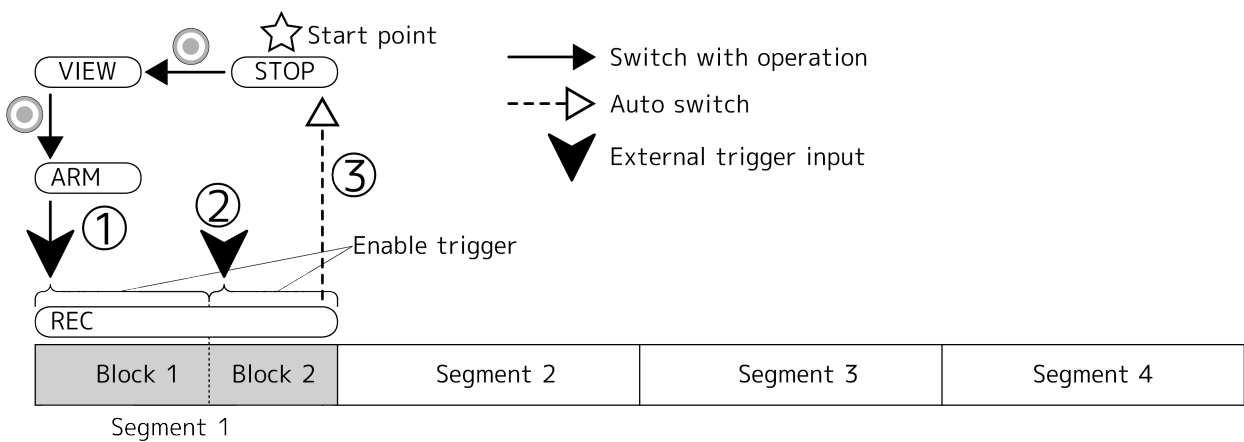 Start point
VIEW
STOP
Switch with operation
Auto switch
External trigger input
ARM
①
②
③
Enable trigger
REC
Block 1
Block 2
Segment 2
Segment 3
Segment 4
Segment 1